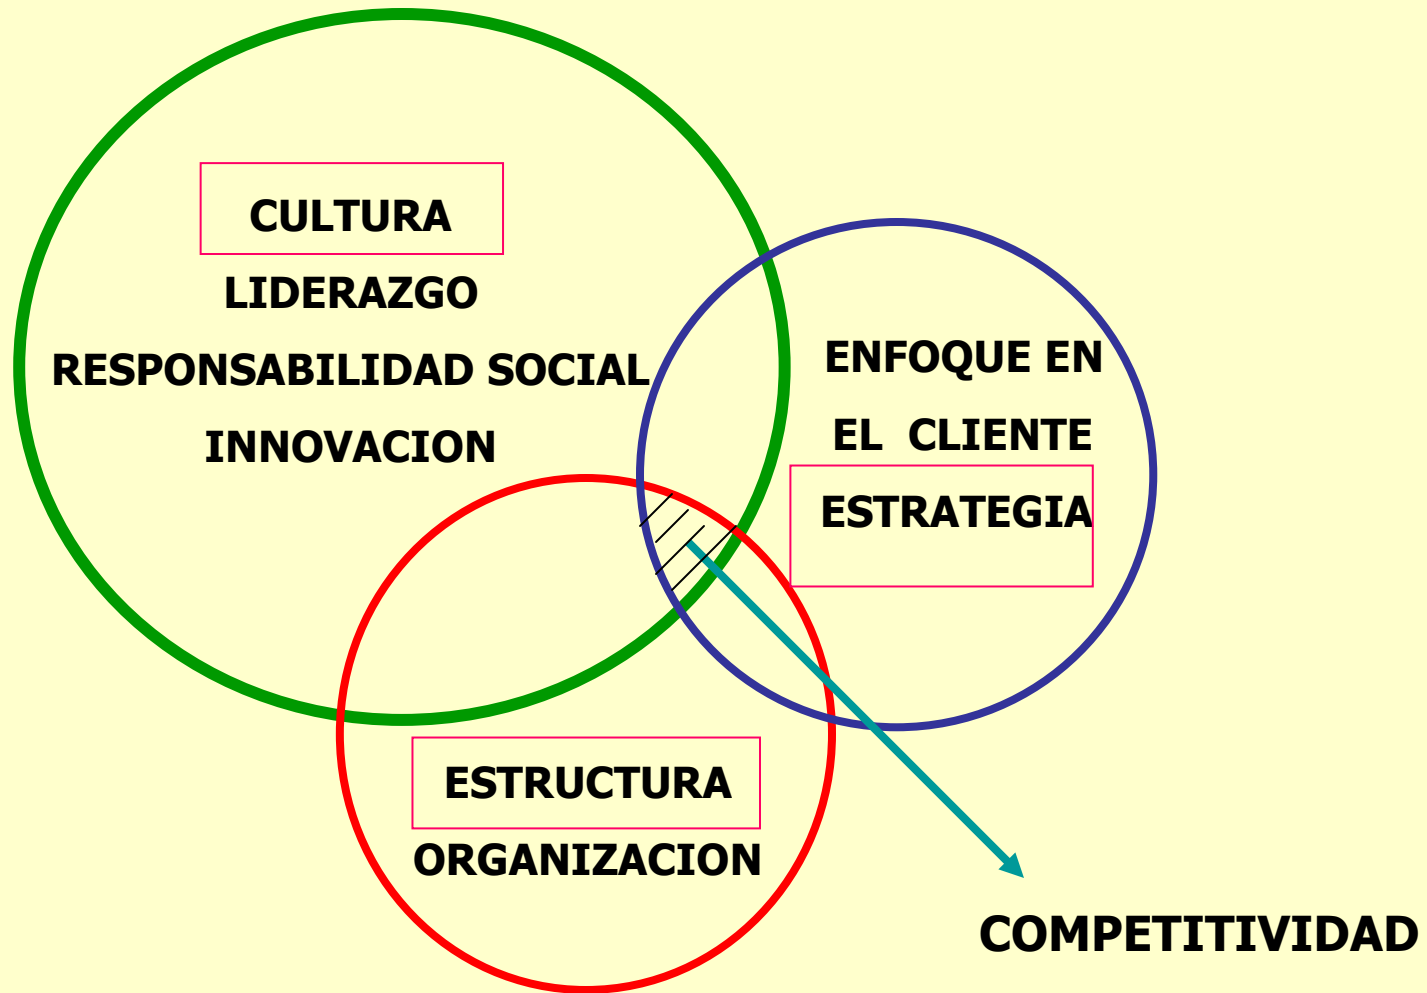 CULTURA
LIDERAZGO
RESPONSABILIDAD SOCIAL
INNOVACION
ENFOQUE EN
EL CLIENTE
ESTRATEGIA
ESTRUCTURA
ORGANIZACION
COMPETITIVIDAD